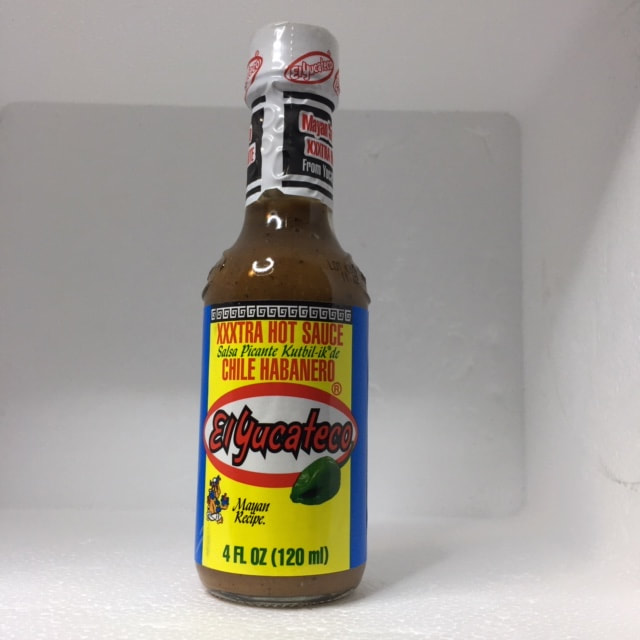 El Yucateco
Mayan
XXXTRA
From
XXXTRA HOT SAUCE
Salsa Picante Kutbil-ik® de
CHILE HABANERO
®
El Yucateco
Mayan
Recipe.
4 FL OZ (120 ml)